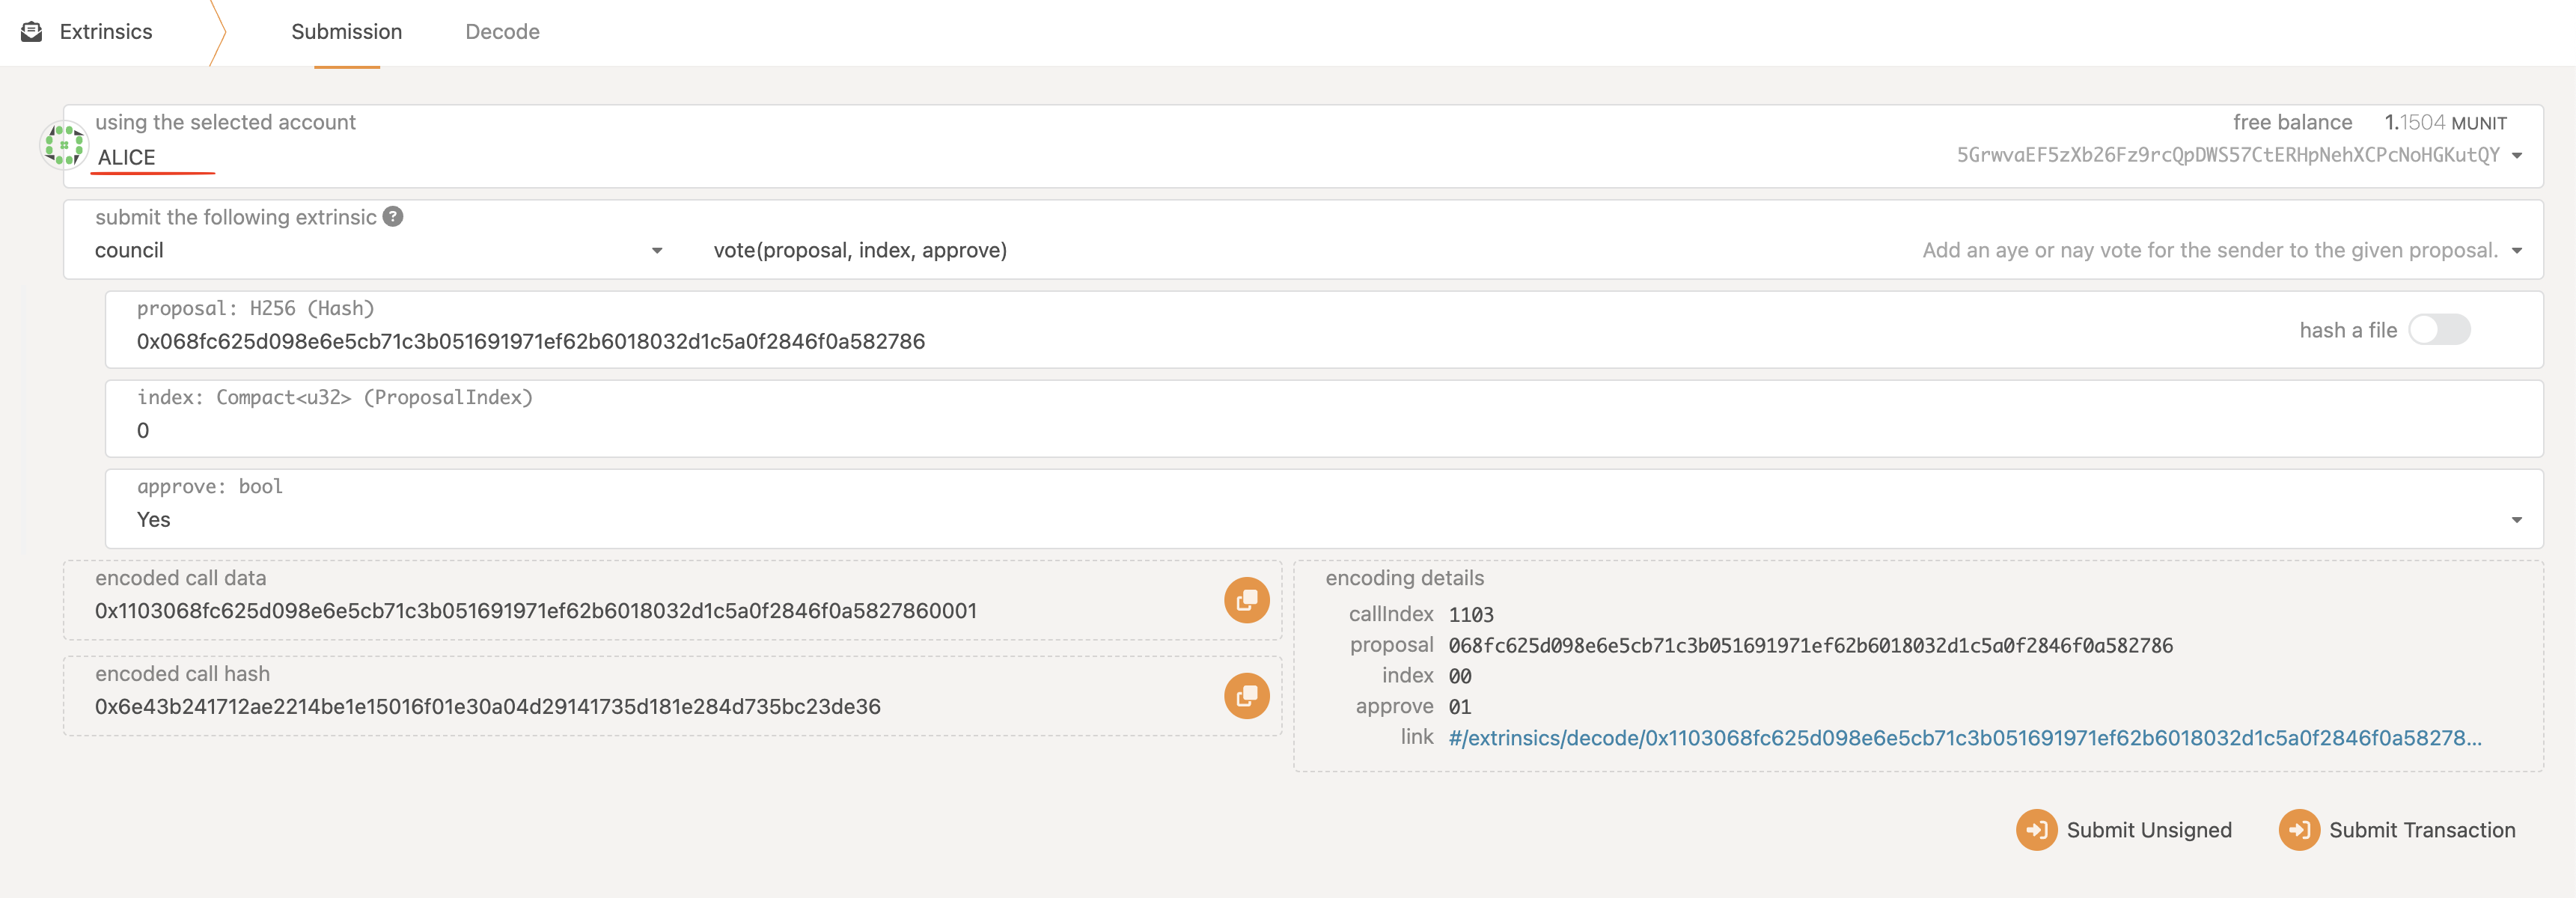 Extrinsics
Submission
Decode
using the selected account
free balance 1.1504 MUNIT
ALICE
5GrwvaEF5zXb26Fz9rcQpDWS57CtERHpNehXCPcNoHGKutQY
submit the following extrinsic ?
council
vote(proposal, index, approve)
Add an aye or nay vote for the sender to the given proposal.
proposal: H256 (Hash)
0x068fc625d098e6e5cb71c3b051691971ef62b6018032d1c5a0f2846f0a582786
hash a file
index: Compact<u32> (ProposalIndex)
0
approve: bool
Yes
encoded call data
0x1103068fc625d098e6e5cb71c3b051691971ef62b6018032d1c5a0f2846f0a5827860001
encoded call hash
0x6e43b241712ae2214be1e15016f01e30a04d29141735d181e284d735bc23de36
encoding details
callIndex 1103
proposal 068fc625d098e6e5cb71c3b051691971ef62b6018032d1c5a0f2846f0a582786
index 00
approve 01
link #/extrinsics/decode/0x1103068fc625d098e6e5cb71c3b051691971ef62b6018032d1c5a0f2846f0a58278...
Submit Unsigned
Submit Transaction